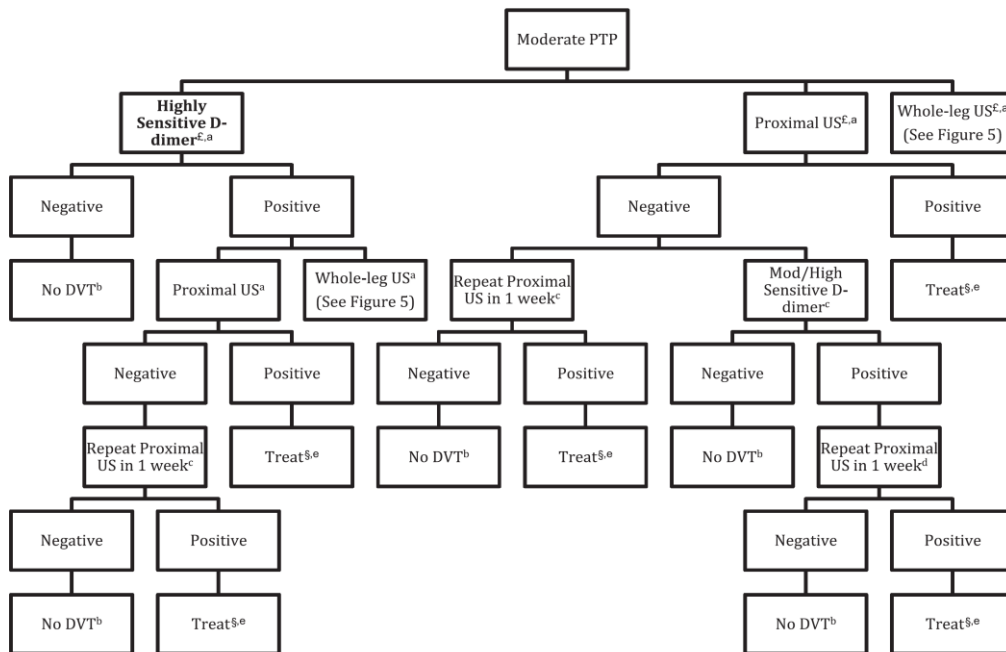 Moderate PTP
Highly
Sensitive D-
dimer£,a
Proximal US£,a
Whole-leg US£,a
(See Figure 5)
Negative
Positive
Negative
Positive
No DVTb
Proximal USa
Whole-leg USa
(See Figure 5)
Repeat Proximal
US in 1 weekc
Mod/High
Sensitive D-
dimerc
Treat§,e
Negative
Positive
Negative
Positive
Negative
Positive
Repeat Proximal
US in 1 weekc
Treat§,e
No DVTb
Treat§,e
No DVTb
Repeat Proximal
US in 1 weekd
Negative
Positive
Negative
Positive
No DVTb
Treat§,e
No DVTb
Treat§,e